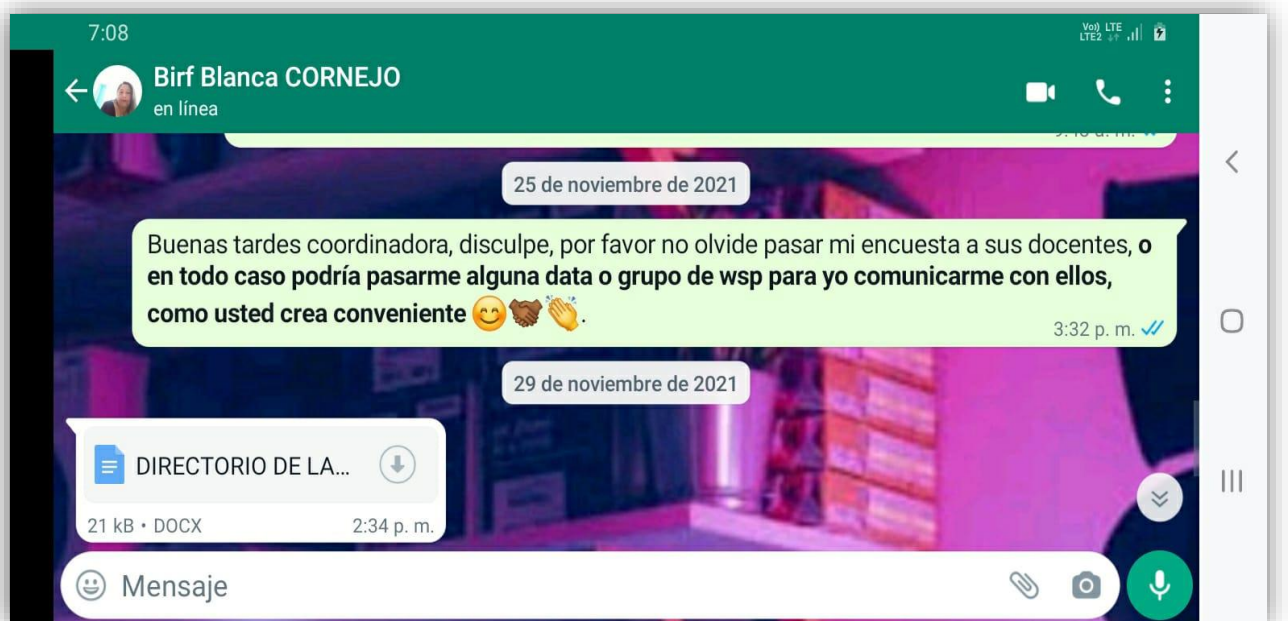 7:08
Vo)) LTE
LTE2
Birf Blanca CORNEJO
en línea
25 de noviembre de 2021
Buenas tardes coordinadora, disculpe, por favor no olvide pasar mi encuesta a sus docentes, o
en todo caso podría pasarme alguna data o grupo de wsp para yo comunicarme con ellos,
como usted crea conveniente 😊🤝🏾👏🏼.
3:32 p. m.
29 de noviembre de 2021
DIRECTORIO DE LA...
21 kB • DOCX
2:34 p. m.
Mensaje